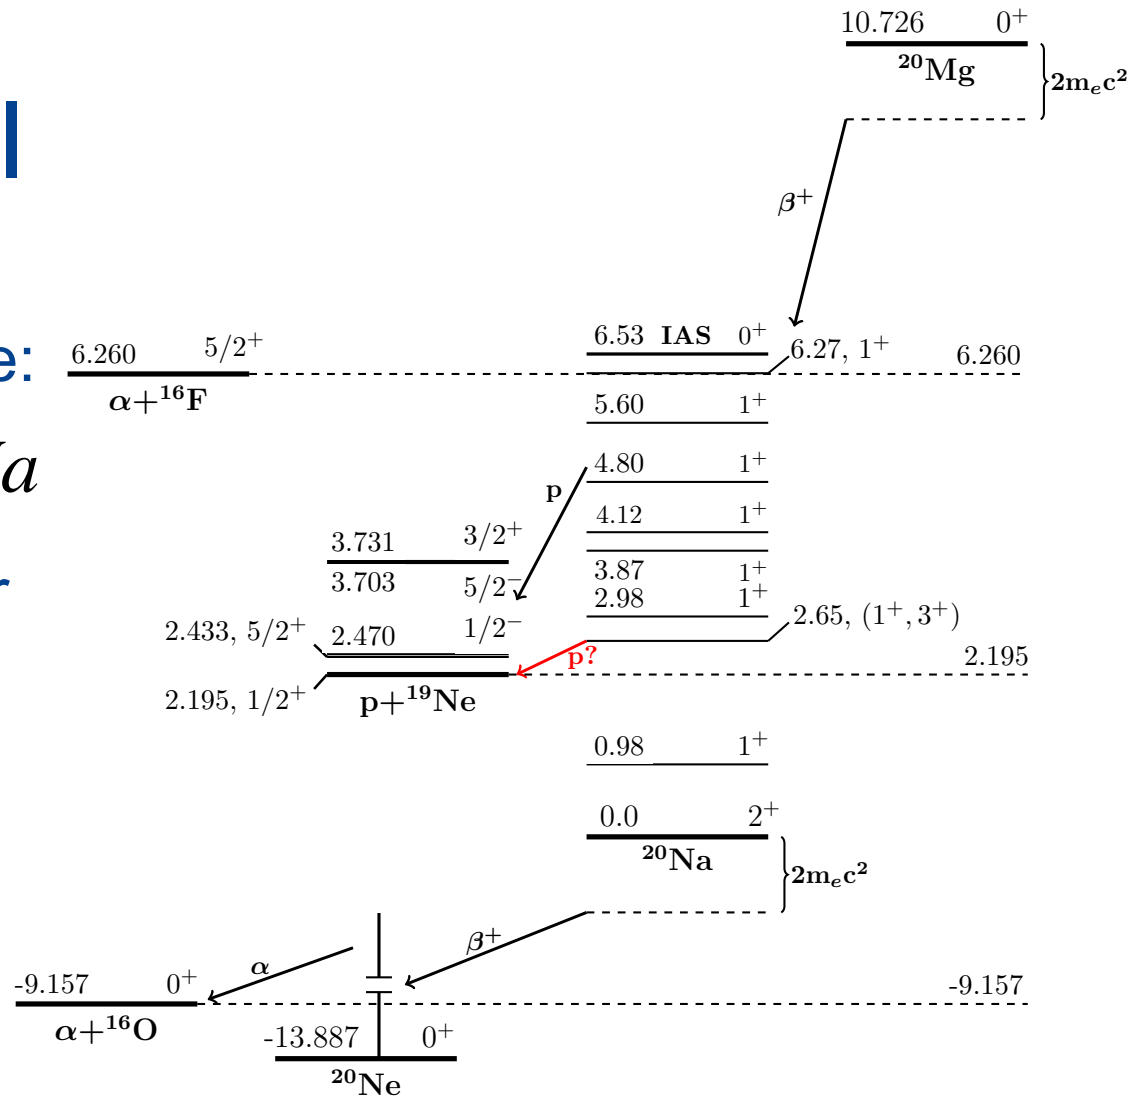 10.726 0⁺
²⁰Mg
2mₑc²
β⁺
e:
6.260 5/2⁺
α+¹⁶F
6.53 IAS 0⁺
6.27, 1⁺
6.260
5.60 1⁺
a
4.80 1⁺
p
4.12 1⁺
3.731 3/2⁺
3.703 5/2⁻
3.87 1⁺
2.98 1⁺
2.65, (1⁺, 3⁺)
2.433, 5/2⁺
2.470 1/2⁻
p?
2.195
2.195, 1/2⁺
p+¹⁹Ne
0.98 1⁺
0.0 2⁺
²⁰Na
2mₑc²
β⁺
α
-9.157 0⁺
-9.157
α+¹⁶O
-13.887 0⁺
²⁰Ne